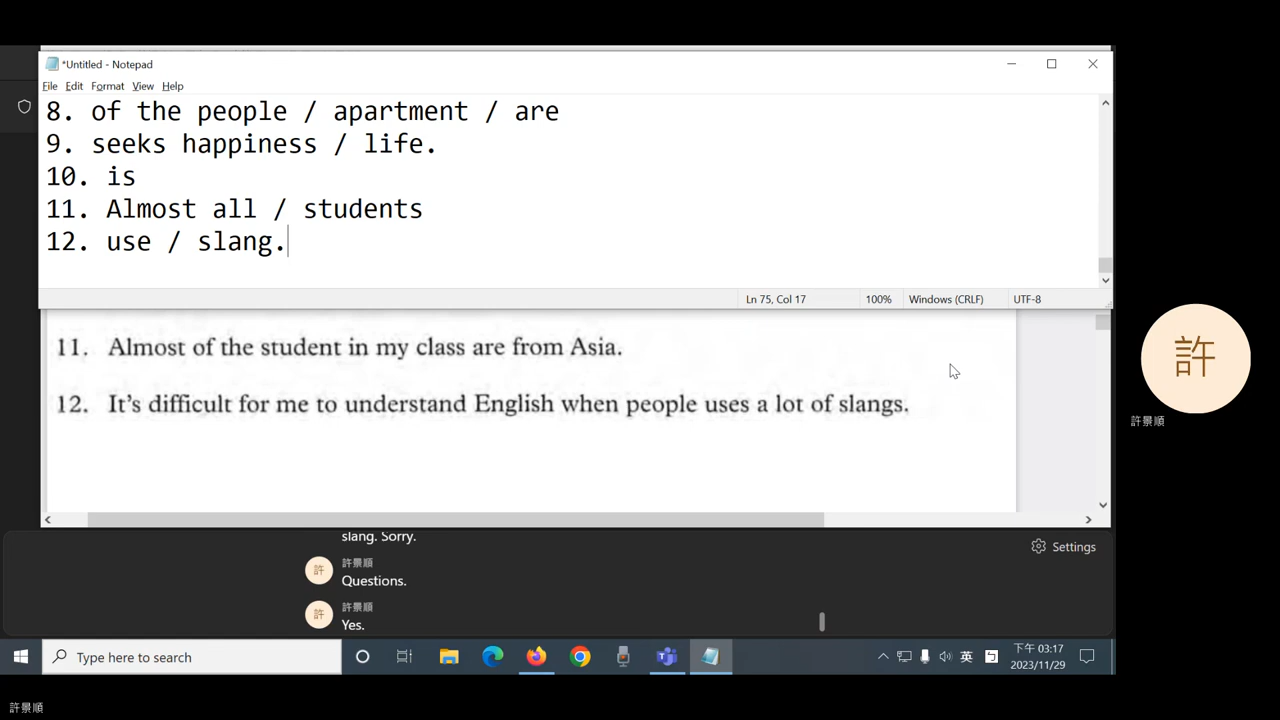 *Untitled - Notepad
File Edit Format View Help
8. of the people / apartment / are
9. seeks happiness / life.
10. is
11. Almost all / students
12. use / slang.
Ln 75, Col 17 100% Windows (CRLF) UTF-8
11. Almost of the student in my class are from Asia.
12. It's difficult for me to understand English when people uses a lot of slangs.
許
許景順
slang. Sorry.
Settings
許 許景順
Questions.
許 許景順
Yes.
Type here to search
英
下午 03:17
2023/11/29
許景順